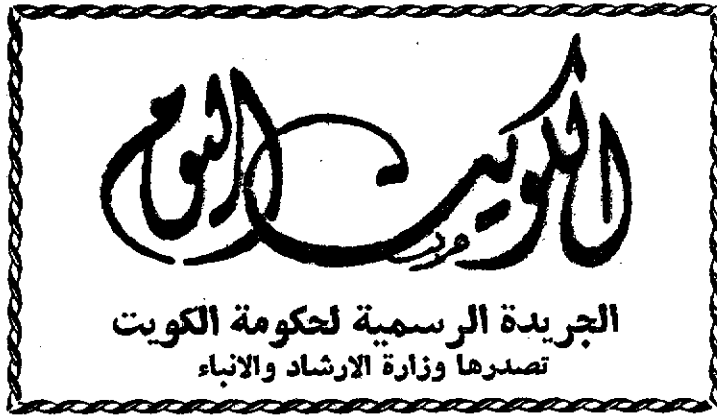 الكويت اليوم
الجريدة الرسمية لحكومة الكويت
تصدرها وزارة الارشاد والانباء